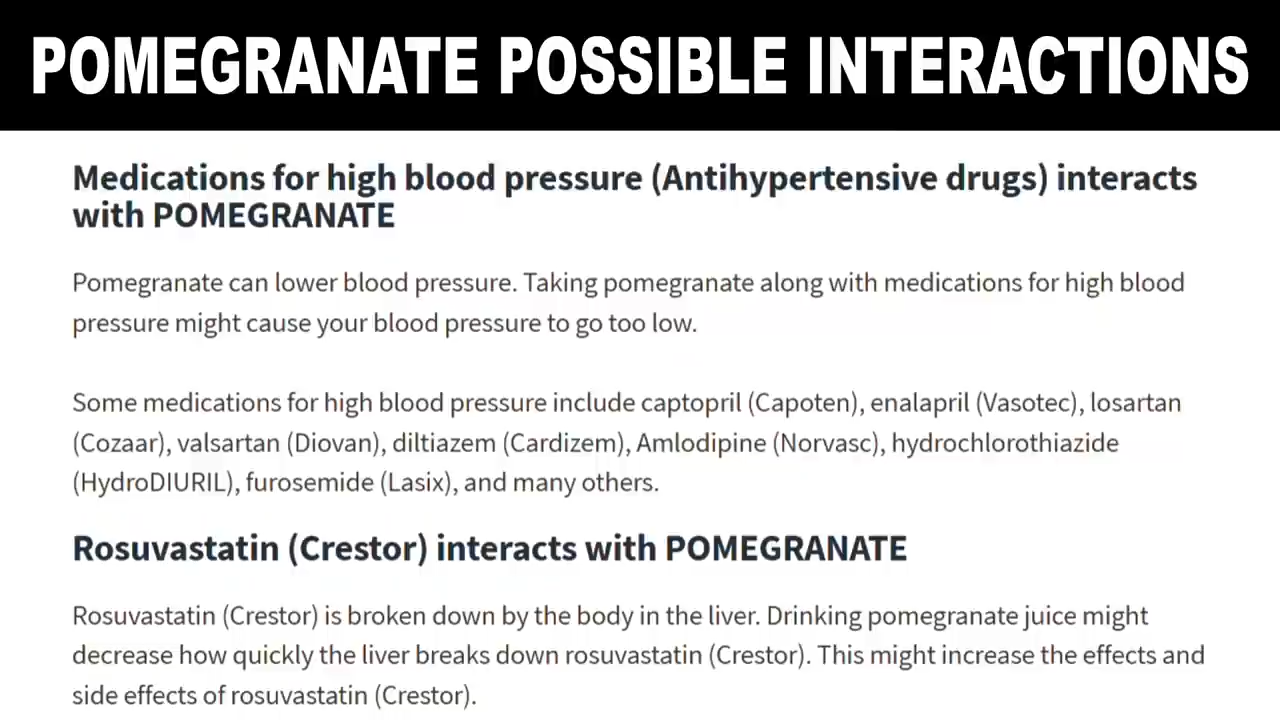 POMEGRANATE POSSIBLE INTERACTIONS
Medications for high blood pressure (Antihypertensive drugs) interacts
with POMEGRANATE
Pomegranate can lower blood pressure. Taking pomegranate along with medications for high blood
pressure might cause your blood pressure to go too low.
Some medications for high blood pressure include captopril (Capoten), enalapril (Vasotec), losartan
(Cozaar), valsartan (Diovan), diltiazem (Cardizem), Amlodipine (Norvasc), hydrochlorothiazide
(HydroDIURIL), furosemide (Lasix), and many others.
Rosuvastatin (Crestor) interacts with POMEGRANATE
Rosuvastatin (Crestor) is broken down by the body in the liver. Drinking pomegranate juice might
decrease how quickly the liver breaks down rosuvastatin (Crestor). This might increase the effects and
side effects of rosuvastatin (Crestor).